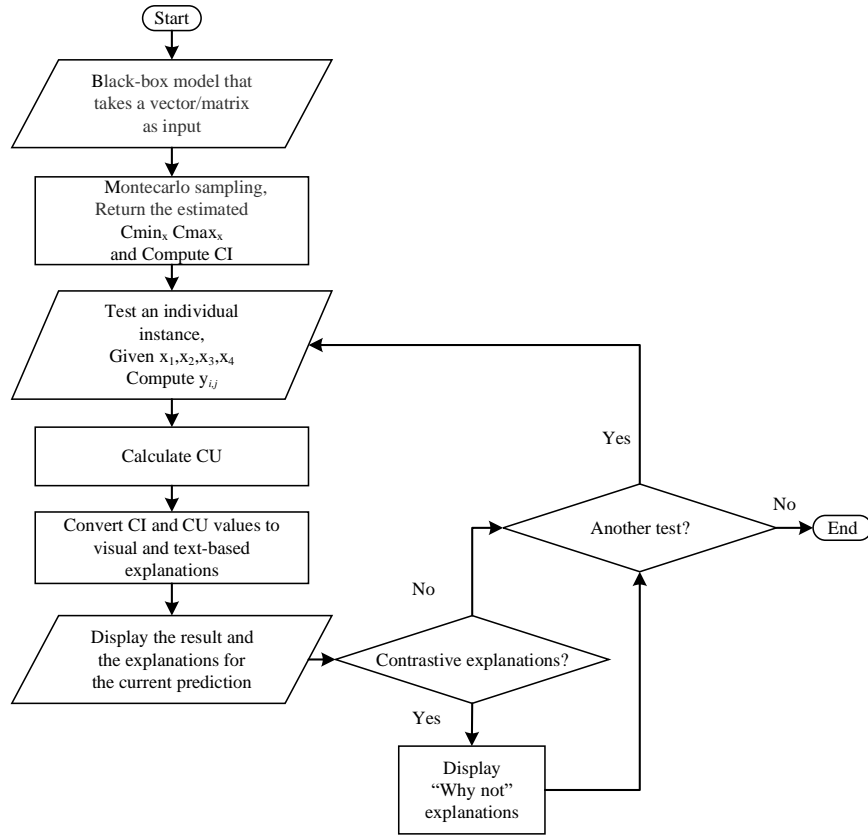 Start
Black-box model that
takes a vector/matrix
as input
Montecarlo sampling,
Return the estimated
Cminₓ Cmaxₓ
and Compute CI
Test an individual
instance,
Given x₁,x₂,x₃,x₄
Compute yᵢ,ⱼ
Calculate CU
Convert CI and CU values to
visual and text-based
explanations
Display the result and
the explanations for
the current prediction
Contrastive explanations?
No
Yes
Display
“Why not”
explanations
Another test?
Yes
No
End